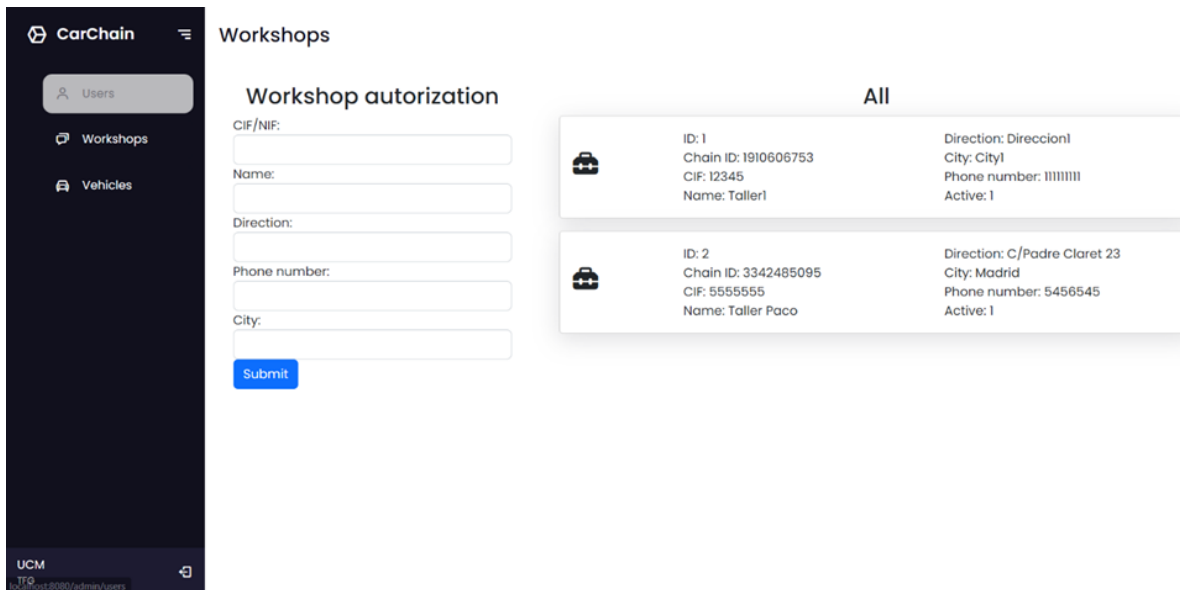 CarChain
Users
Workshops
Vehicles
UCM
TFG
localhost:8080/admin/users
Workshops
Workshop autorization
CIF/NIF:
Name:
Direction:
Phone number:
City:
Submit
All
ID: 1
Chain ID: 1910606753
CIF: 12345
Name: Taller1
Direction: Direccion1
City: City1
Phone number: 111111111
Active: 1
ID: 2
Chain ID: 3342485095
CIF: 5555555
Name: Taller Paco
Direction: C/Padre Claret 23
City: Madrid
Phone number: 5456545
Active: 1